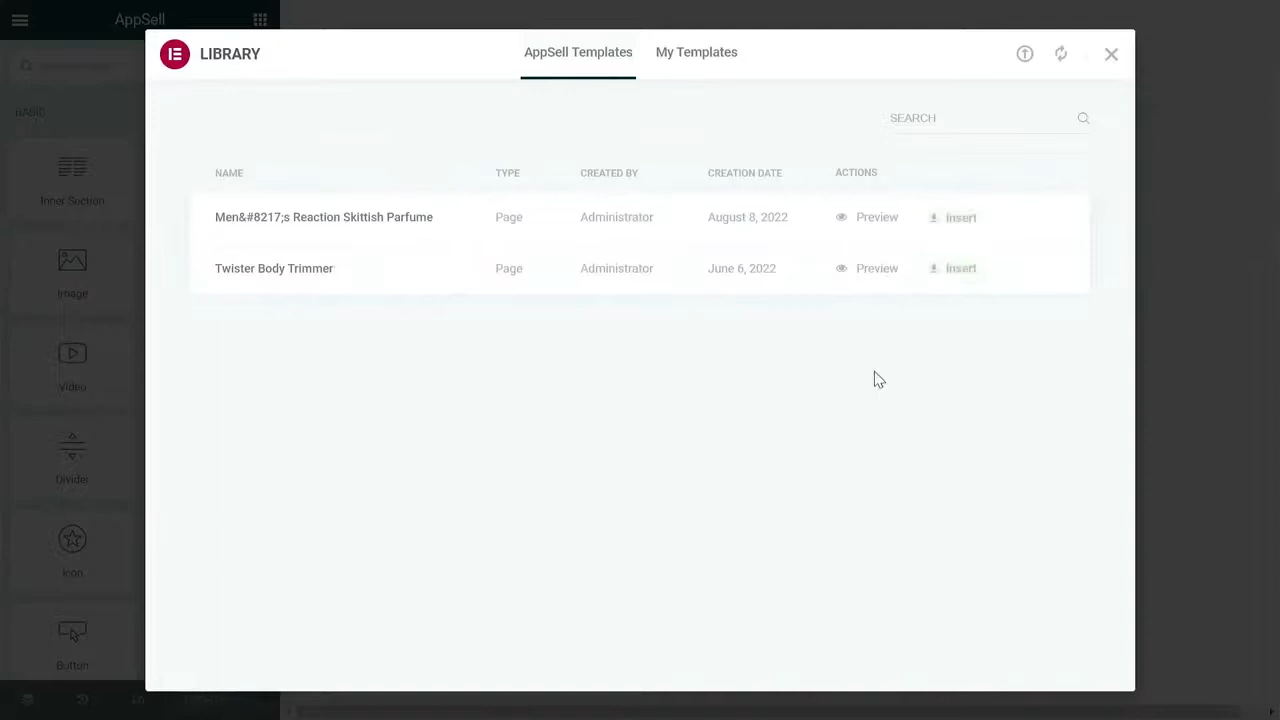 AppSell
LIBRARY
AppSell Templates
My Templates
SEARCH
BASIC
NAME TYPE CREATED BY CREATION DATE ACTIONS
Men&#8217;s Reaction Skittish Parfume Page Administrator August 8, 2022 Preview Insert
Twister Body Trimmer Page Administrator June 6, 2022 Preview Insert
Inner Section
Image
Video
Divider
Icon
Button